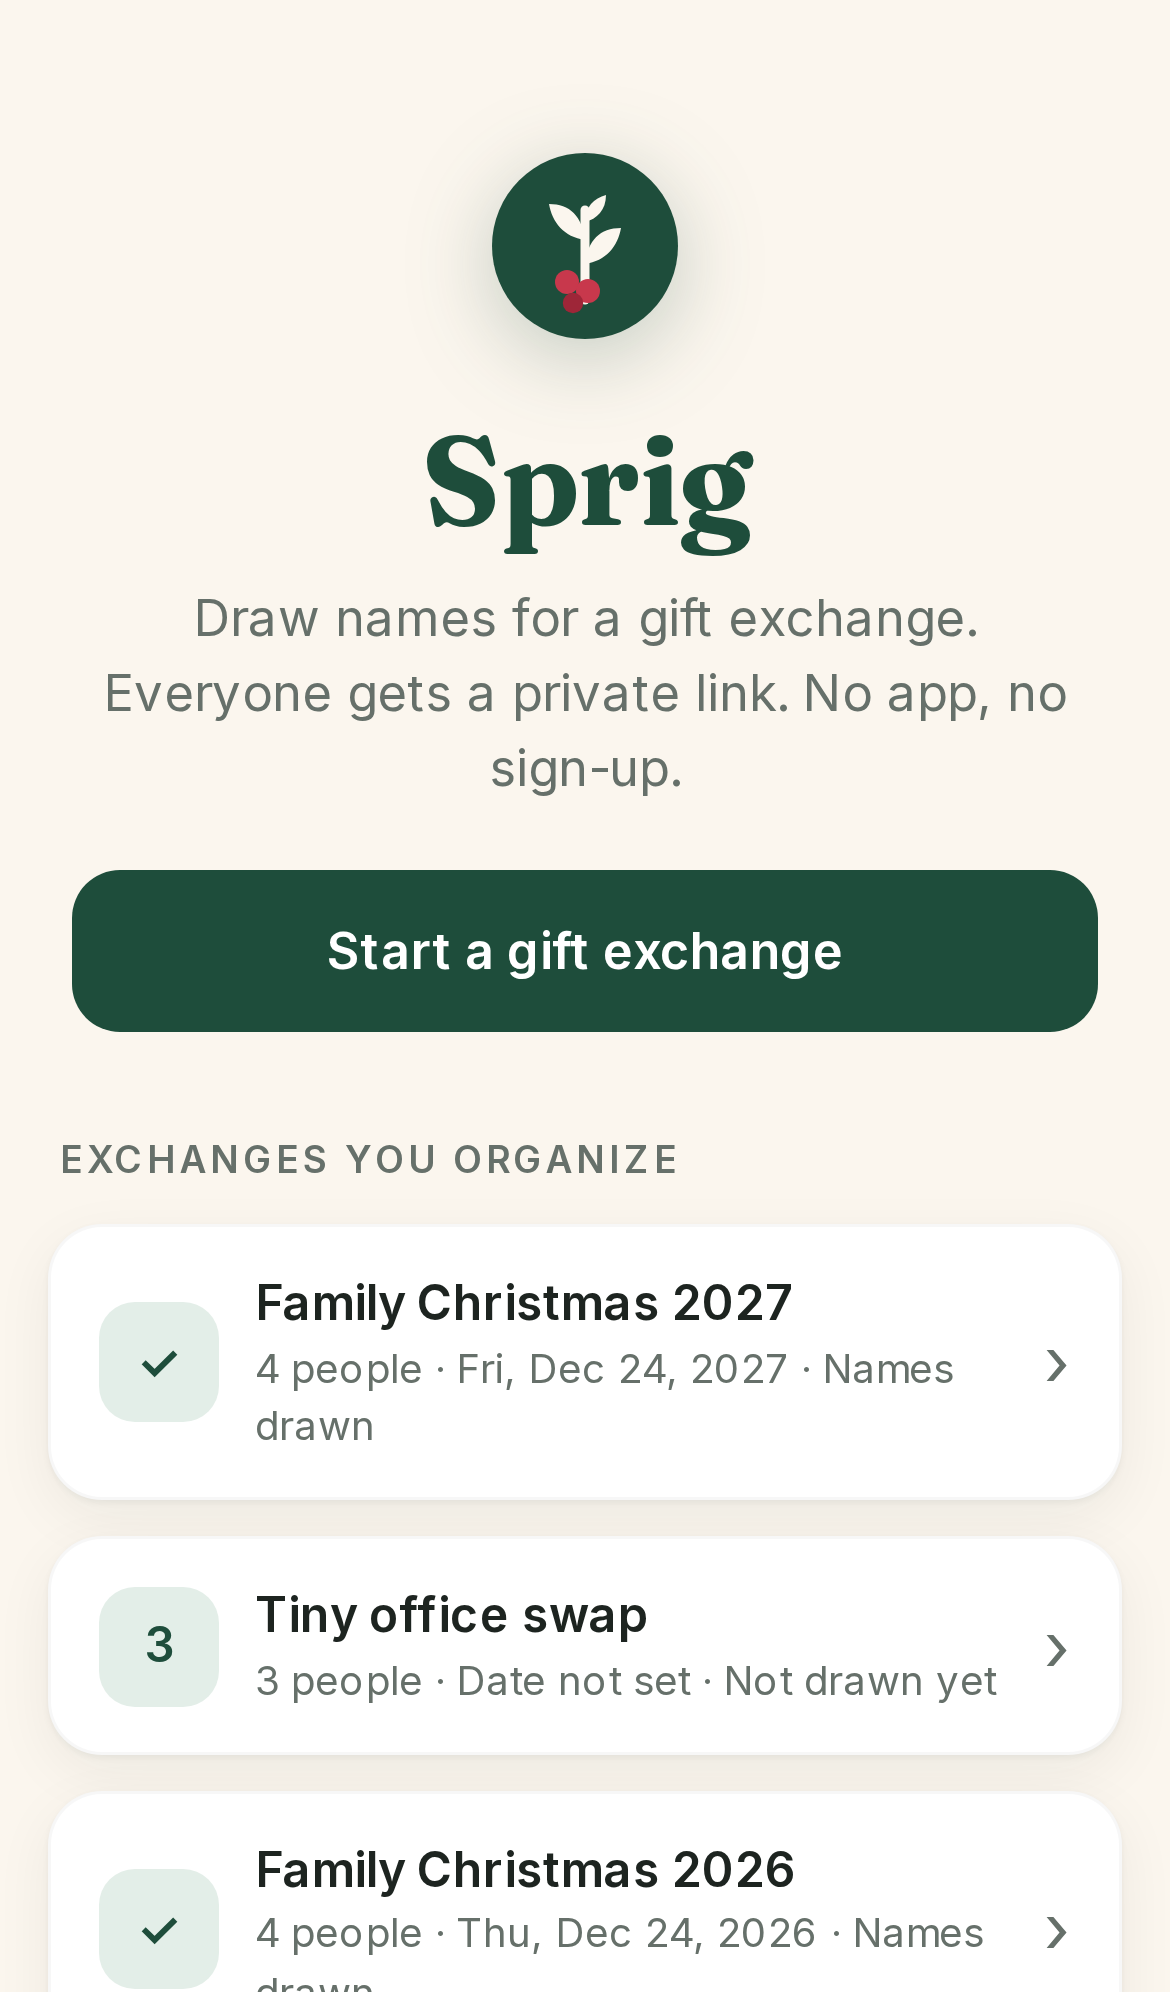 Sprig
Draw names for a gift exchange.
Everyone gets a private link. No app, no
sign-up.
Start a gift exchange
EXCHANGES YOU ORGANIZE
Family Christmas 2027
4 people · Fri, Dec 24, 2027 · Names
drawn
3
Tiny office swap
3 people · Date not set · Not drawn yet
Family Christmas 2026
4 people · Thu, Dec 24, 2026 · Names
drawn